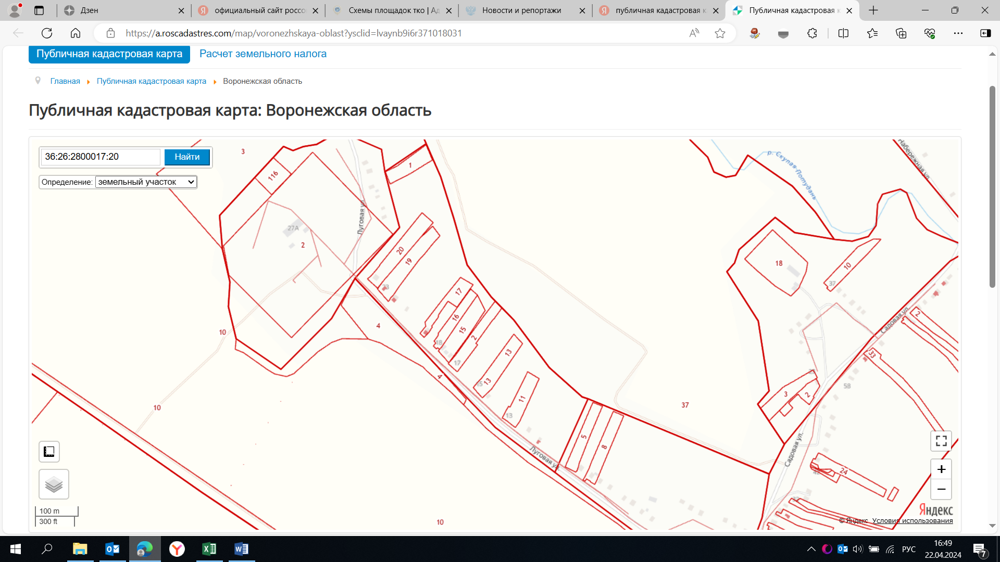 Дзен
официальный сайт россо
Схемы площадок тко | Ад
Новости и репортажи
публичная кадастровая к
Публичная кадастровая к
https://a.roscadastres.com/map/voronezhskaya-oblast?ysclid=lvaynb9i6r371018031
Публичная кадастровая карта
Расчет земельного налога
Главная
Публичная кадастровая карта
Воронежская область
Публичная кадастровая карта: Воронежская область
36:26:2800017:20
Найти
Определение: земельный участок
3
116
1
27А
2
Луговая ул.
20
19
23
17
16
15
2
18
17
4
4
13
13
15
11
13
5
8
10
10
10
37
р. Скупая-Потудань
Набережная ул.
18
10
37
Садовая ул.
2
33
22
3
2
58
Садовая ул.
24
42
32
Луговая ул.
100 m
300 ft
+
−
Яндекс
© Яндекс Условия использования
РУС
16:49
22.04.2024
7